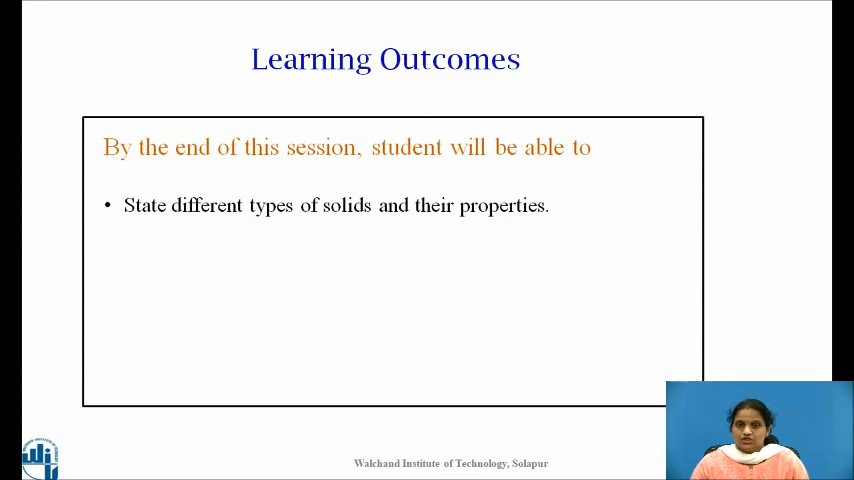 Learning Outcomes
By the end of this session, student will be able to
• State different types of solids and their properties.
Walchand Institute of Technology, Solapur